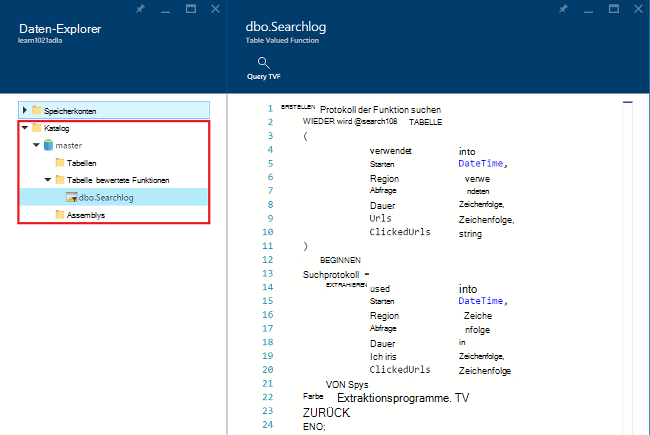 Daten-Explorer
learn1021adla
Speicherkonten
Katalog
master
Tabellen
Tabelle bewertete Funktionen
dbo.Searchlog
Assemblys
dbo.Searchlog
Table Valued Function
Query TVF
1 ERSTELLEN Protokoll der Funktion suchen
2 WIEDER wird @search108 TABELLE
3 (
4 verwendet into
5 Starten DateTime,
6 Region verwe
7 Abfrage ndeten
8 Dauer Zeichenfolge,
9 Urls Zeichenfolge,
10 ClickedUrls string
11 )
12 BEGINNEN
13 Suchprotokoll =
14 EXTRAHIEREN used into
15 Starten DateTime,
16 Region Zeiche
17 Abfrage nfolge
18 Dauer in
19 Ich iris Zeichenfolge,
20 ClickedUrls Zeichenfolge
21 VON Spys
22 Farbe Extraktionsprogramme. TV
23 ZURÜCK
24 ENO;